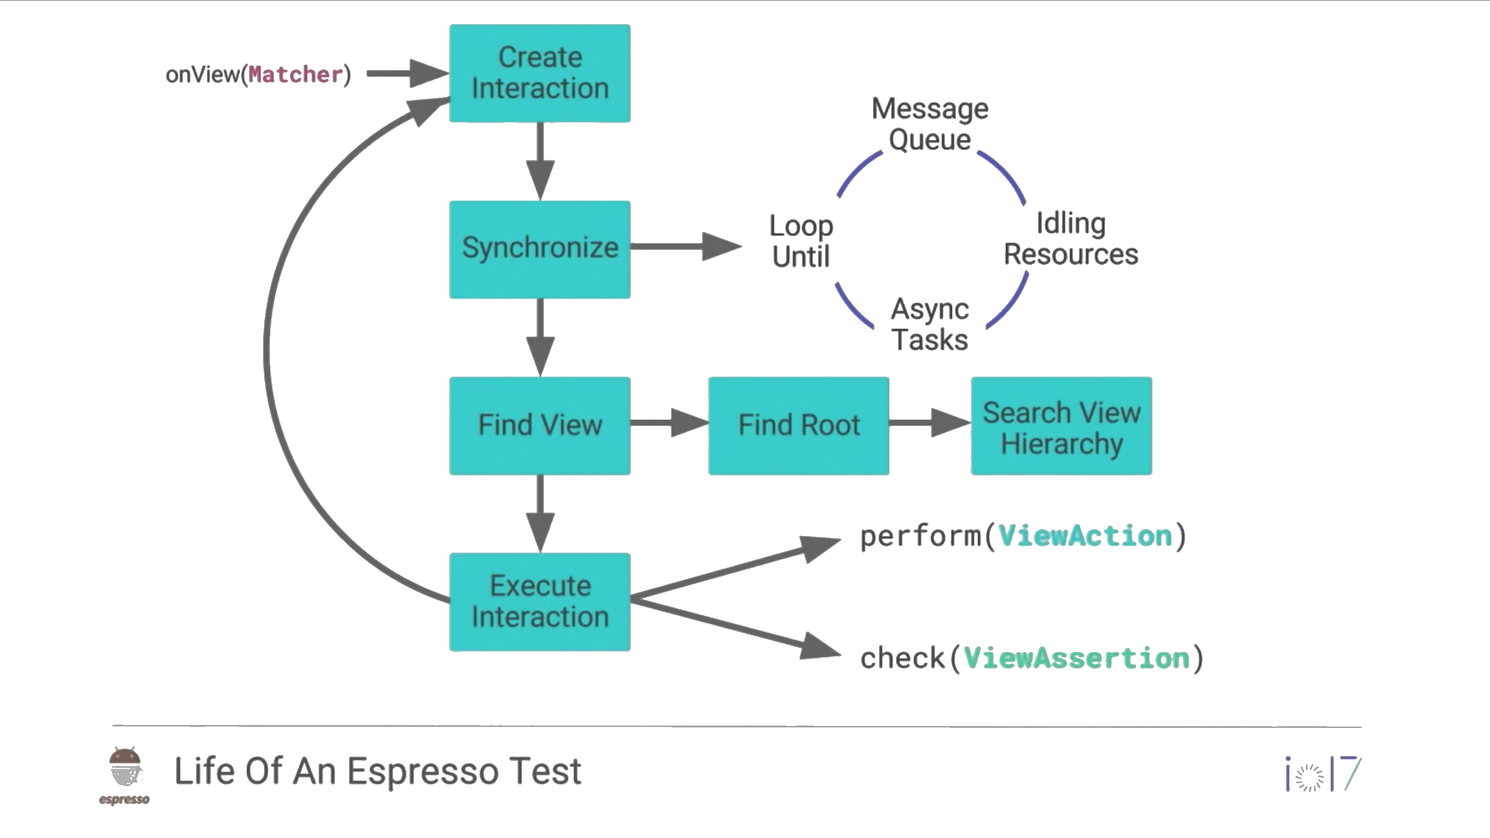 onView(Matcher)
Create
Interaction
Synchronize
Message
Queue
Loop
Until
Idling
Resources
Async
Tasks
Find View
Find Root
Search View
Hierarchy
Execute
Interaction
perform(ViewAction)
check(ViewAssertion)
espresso
Life Of An Espresso Test
io17